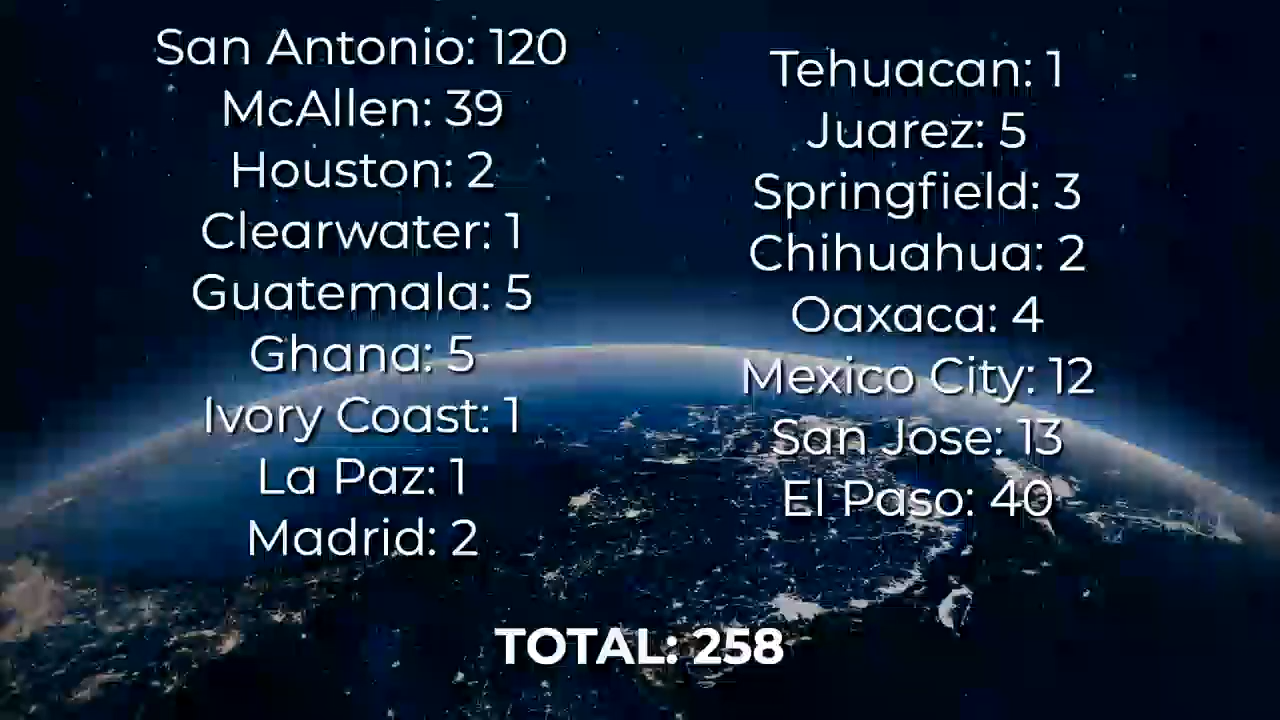 San Antonio: 120
McAllen: 39
Houston: 2
Clearwater: 1
Guatemala: 5
Ghana: 5
Ivory Coast: 1
La Paz: 1
Madrid: 2
Tehuacan: 1
Juarez: 5
Springfield: 3
Chihuahua: 2
Oaxaca: 4
Mexico City: 12
San Jose: 13
El Paso: 40
TOTAL: 258